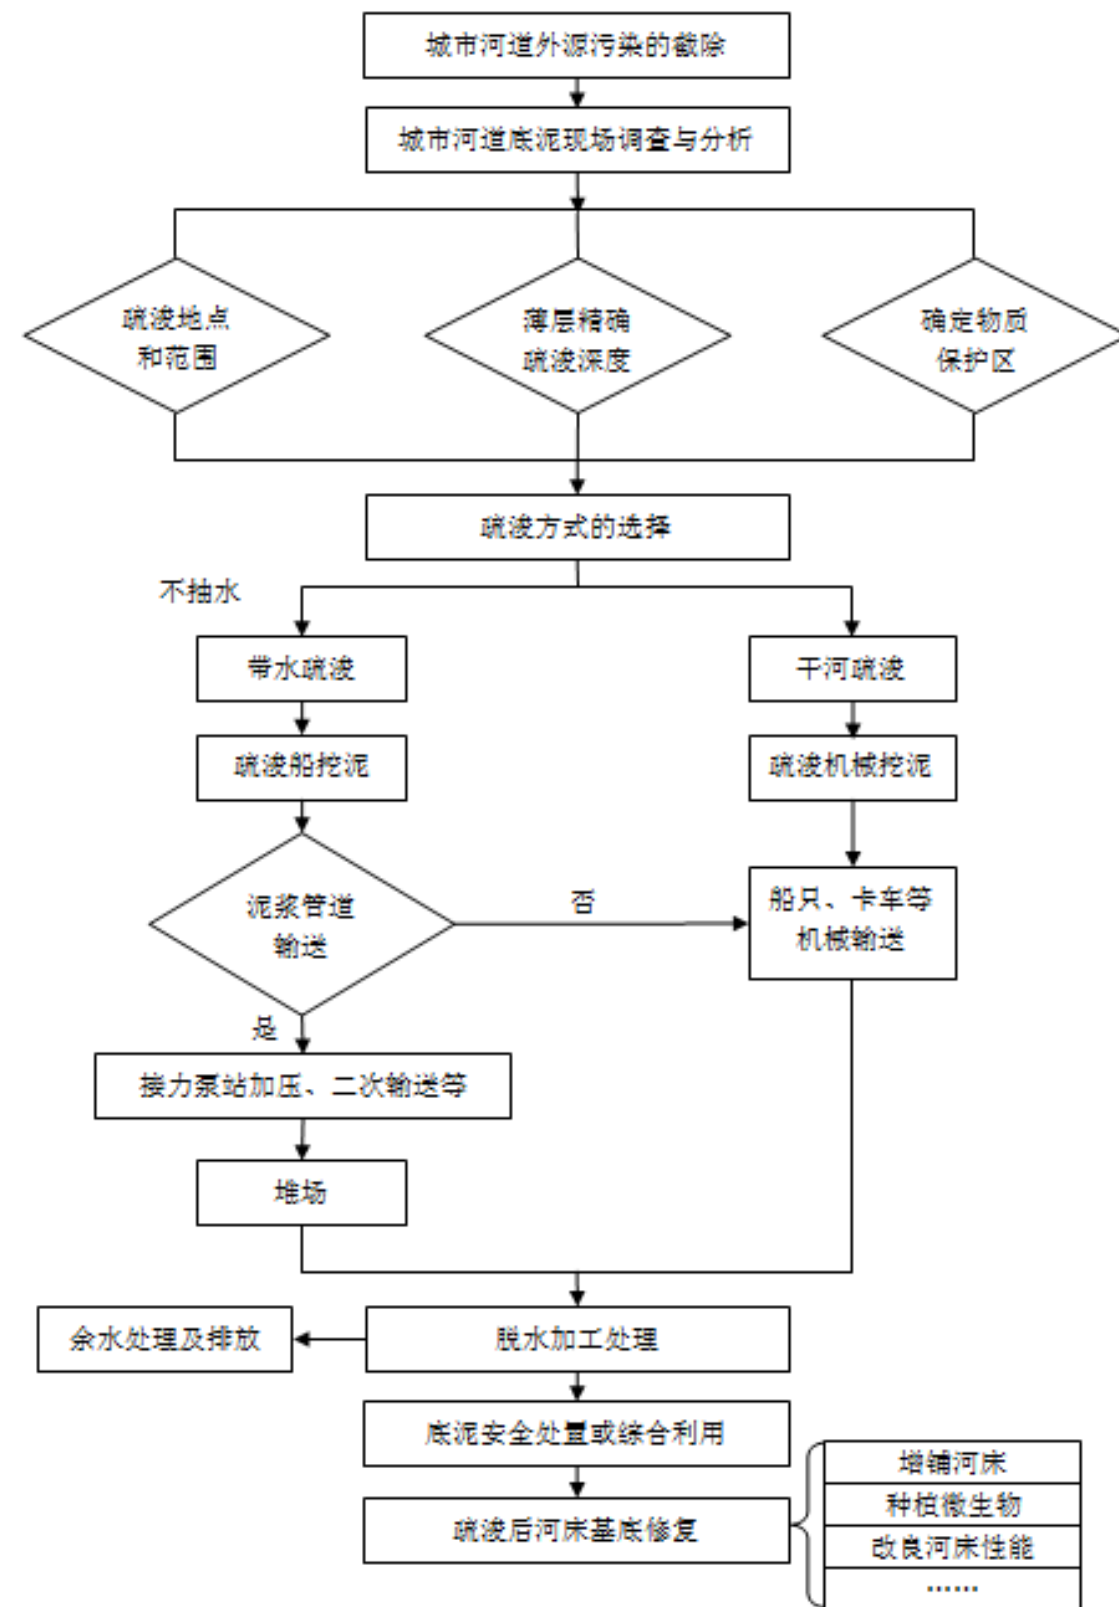 城市河道外源污染的截除
城市河道底泥现场调查与分析
疏浚地点
和范围
薄层精确
疏浚深度
确定物质
保护区
疏浚方式的选择
不抽水
带水疏浚
干河疏浚
疏浚船挖泥
疏浚机械挖泥
泥浆管道
输送
否
船只、卡车等
机械输送
是
接力泵站加压、二次输送等
堆场
余水处理及排放
脱水加工处理
底泥安全处置或综合利用
疏浚后河床基底修复
增铺河床
种植微生物
改良河床性能
……